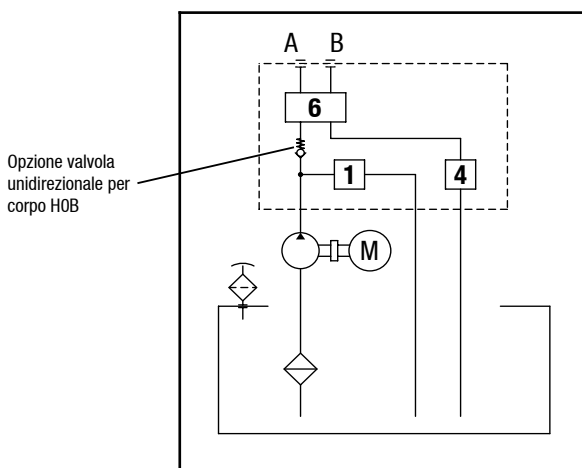 A B
6
Opzione valvola
unidirezionale per
corpo H0B
1 4
M